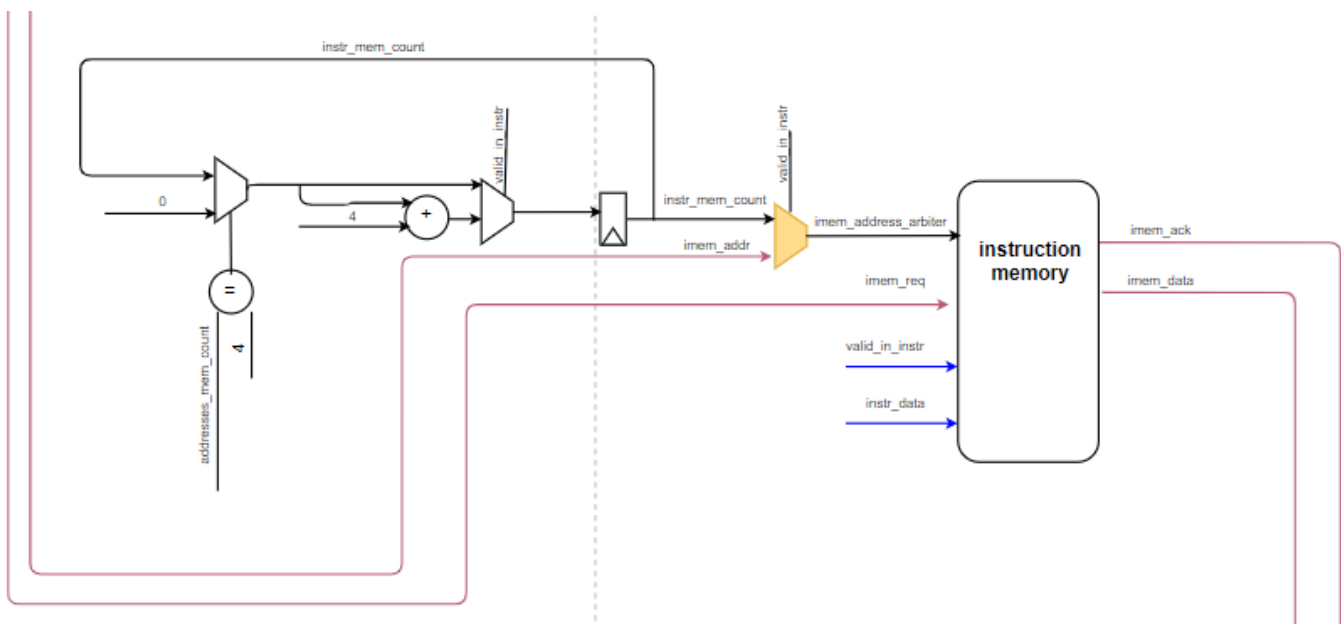 instr_mem_count
valid_in_instr
valid_in_instr
0
4
+
instr_mem_count
imem_address_arbiter
imem_addr
instruction
memory
imem_ack
imem_req
imem_data
=
4
addresses_mem_count
valid_in_instr
instr_data